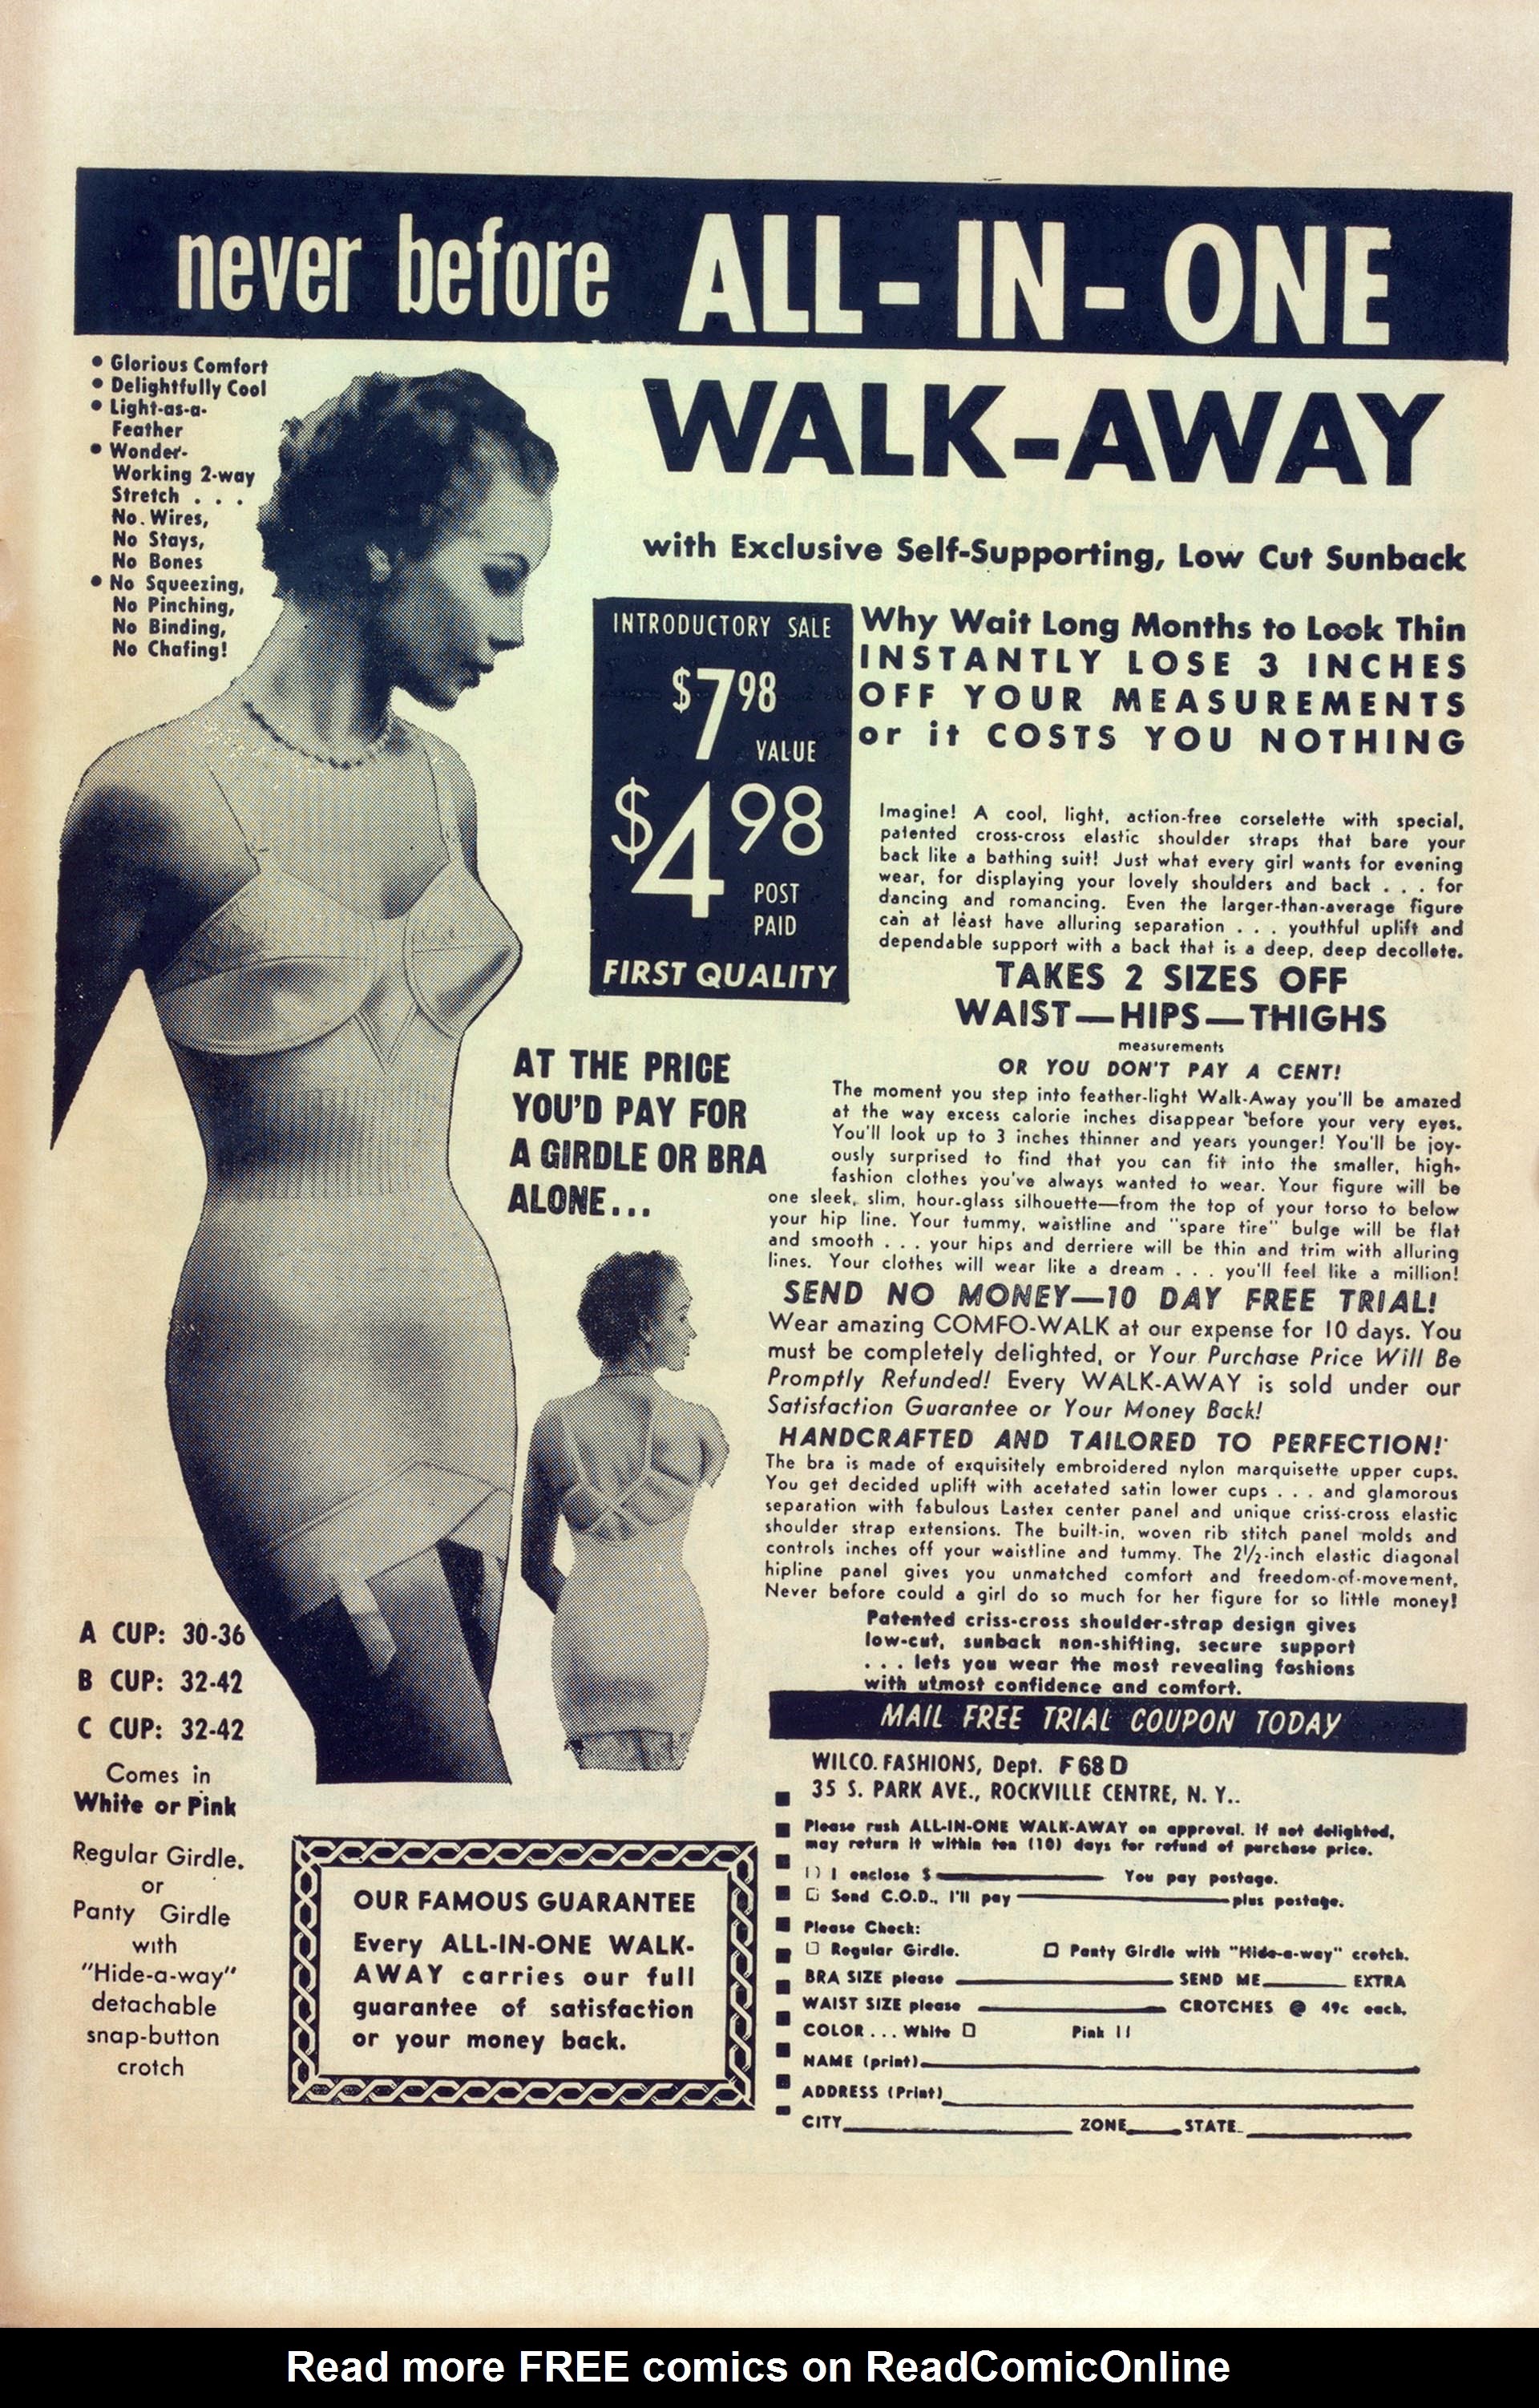 never before ALL-IN-ONE
WALK-AWAY
with Exclusive Self-Supporting, Low Cut Sunback
• Glorious Comfort
• Delightfully Cool
• Light-as-a-
Feather
• Wonder-
Working 2-way
Stretch . . .
No. Wires,
No Stays,
No Bones
• No Squeezing,
No Pinching,
No Binding,
No Chafing!
INTRODUCTORY SALE
$7.98
VALUE
$4.98
POST
PAID
FIRST QUALITY
AT THE PRICE
YOU'D PAY FOR
A GIRDLE OR BRA
ALONE...
Why Wait Long Months to Look Thin
INSTANTLY LOSE 3 INCHES
OFF YOUR MEASUREMENTS
or it COSTS YOU NOTHING
Imagine! A cool, light, action-free corselette with special,
patented cross-cross elastic shoulder straps that bare your
back like a bathing suit! Just what every girl wants for evening
wear, for displaying your lovely shoulders and back . . . for
dancing and romancing. Even the larger-than-average figure
can at least have alluring separation . . . youthful uplift and
dependable support with a back that is a deep, deep decollete.
TAKES 2 SIZES OFF
WAIST—HIPS—THIGHS
measurements
OR YOU DON'T PAY A CENT!
The moment you step into feather-light Walk-Away you'll be amazed
at the way excess calorie inches disappear before your very eyes.
You'll look up to 3 inches thinner and years younger! You'll be joy-
ously surprised to find that you can fit into the smaller, high-
fashion clothes you've always wanted to wear. Your figure will be
one sleek, slim, hour-glass silhouette—from the top of your torso to below
your hip line. Your tummy, waistline and "spare tire" bulge will be flat
and smooth . . . your hips and derriere will be thin and trim with alluring
lines. Your clothes will wear like a dream . . . you'll feel like a million!
SEND NO MONEY—10 DAY FREE TRIAL!
Wear amazing COMFO-WALK at our expense for 10 days. You
must be completely delighted, or Your Purchase Price Will Be
Promptly Refunded! Every WALK-AWAY is sold under our
Satisfaction Guarantee or Your Money Back!
HANDCRAFTED AND TAILORED TO PERFECTION!
The bra is made of exquisitely embroidered nylon marquisette upper cups.
You get decided uplift with acetated satin lower cups . . . and glamorous
separation with fabulous Lastex center panel and unique criss-cross elastic
shoulder strap extensions. The built-in, woven rib stitch panel molds and
controls inches off your waistline and tummy. The 2½-inch elastic diagonal
hipline panel gives you unmatched comfort and freedom-of-movement,
Never before could a girl do so much for her figure for so little money!
Patented criss-cross shoulder-strap design gives
low-cut, sunback non-shifting, secure support
. . . lets you wear the most revealing fashions
with utmost confidence and comfort.
A CUP: 30-36
B CUP: 32-42
C CUP: 32-42
Comes in
White or Pink
Regular Girdle.
or
Panty Girdle
with
"Hide-a-way"
detachable
snap-button
crotch
OUR FAMOUS GUARANTEE
Every ALL-IN-ONE WALK-
AWAY carries our full
guarantee of satisfaction
or your money back.
MAIL FREE TRIAL COUPON TODAY
WILCO. FASHIONS, Dept. F68D
35 S. PARK AVE., ROCKVILLE CENTRE, N. Y..
Please rush ALL-IN-ONE WALK-AWAY on approval. If not delighted,
may return it within ten (10) days for refund of purchase price.
I enclose $ You pay postage.
Send C.O.D., I'll pay plus postage.
Please Check:
Regular Girdle. Panty Girdle with "Hide-a-way" crotch.
BRA SIZE please SEND ME EXTRA
WAIST SIZE please CROTCHES @ 49c each.
COLOR... White Pink
NAME (print)
ADDRESS (Print)
CITY ZONE STATE
Read more FREE comics on ReadComicOnline